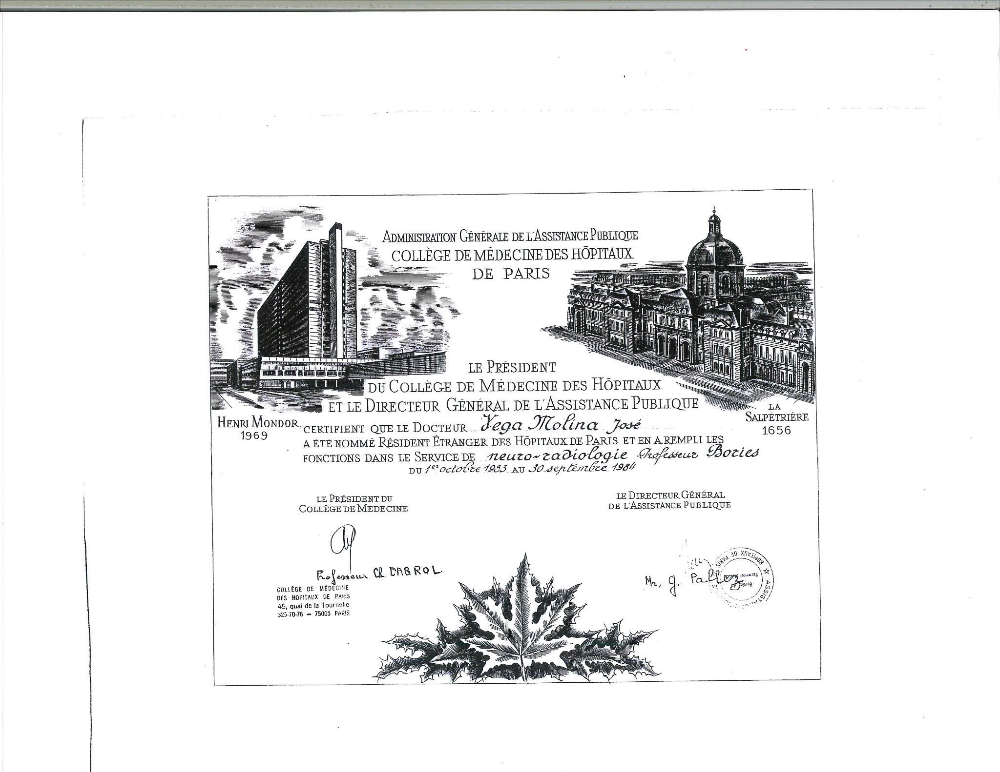 ADMINISTRATION GÉNÉRALE DE L'ASSISTANCE PUBLIQUE
COLLÈGE DE MÉDECINE DES HÔPITAUX
DE PARIS
LE PRÉSIDENT
DU COLLÈGE DE MÉDECINE DES HÔPITAUX
ET LE DIRECTEUR GÉNÉRAL DE L'ASSISTANCE PUBLIQUE
HENRI MONDOR
1969
LA
SALPÉTRIÈRE
1656
CERTIFIENT QUE LE DOCTEUR Vega Molina José
A ÉTÉ NOMMÉ RÉSIDENT ÉTRANGER DES HÔPITAUX DE PARIS ET EN A REMPLI LES
FONCTIONS DANS LE SERVICE DE neuro-radiologie Professeur Bories
DU 1er octobre 1983 AU 30 septembre 1984
LE PRÉSIDENT DU
COLLÈGE DE MÉDECINE
LE DIRECTEUR GÉNÉRAL
DE L'ASSISTANCE PUBLIQUE
Professeur Ch. CABROL.
COLLÈGE DE MÉDECINE
DES HOPITAUX DE PARIS
45, quai de la Tournelle
325-70-76 — 75005 PARIS
Mr. G. Pallez
ASSISTANCE
HOPITAUX DE PARIS
Service du